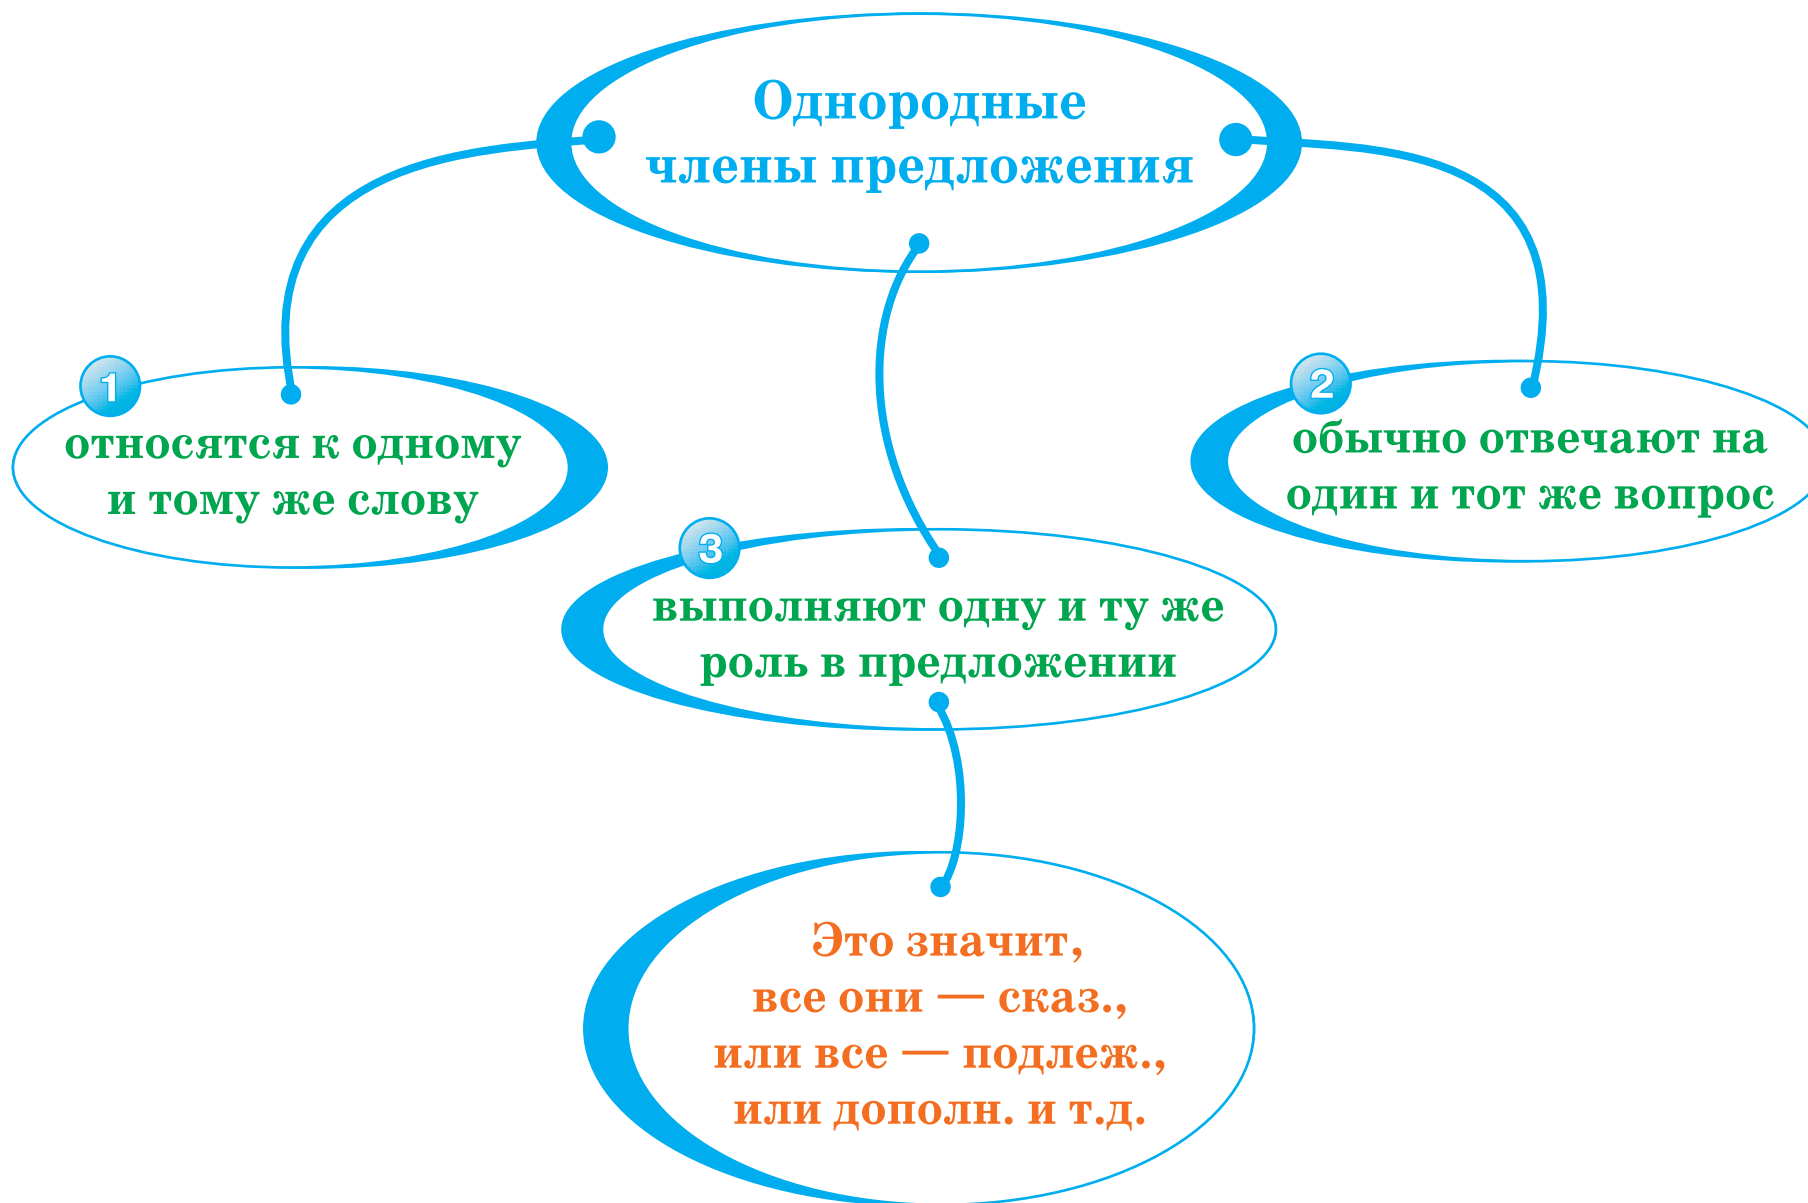 Однородные
члены предложения
1
относятся к одному
и тому же слову
2
обычно отвечают на
один и тот же вопрос
3
выполняют одну и ту же
роль в предложении
Это значит,
все они — сказ.,
или все — подлеж.,
или дополн. и т.д.